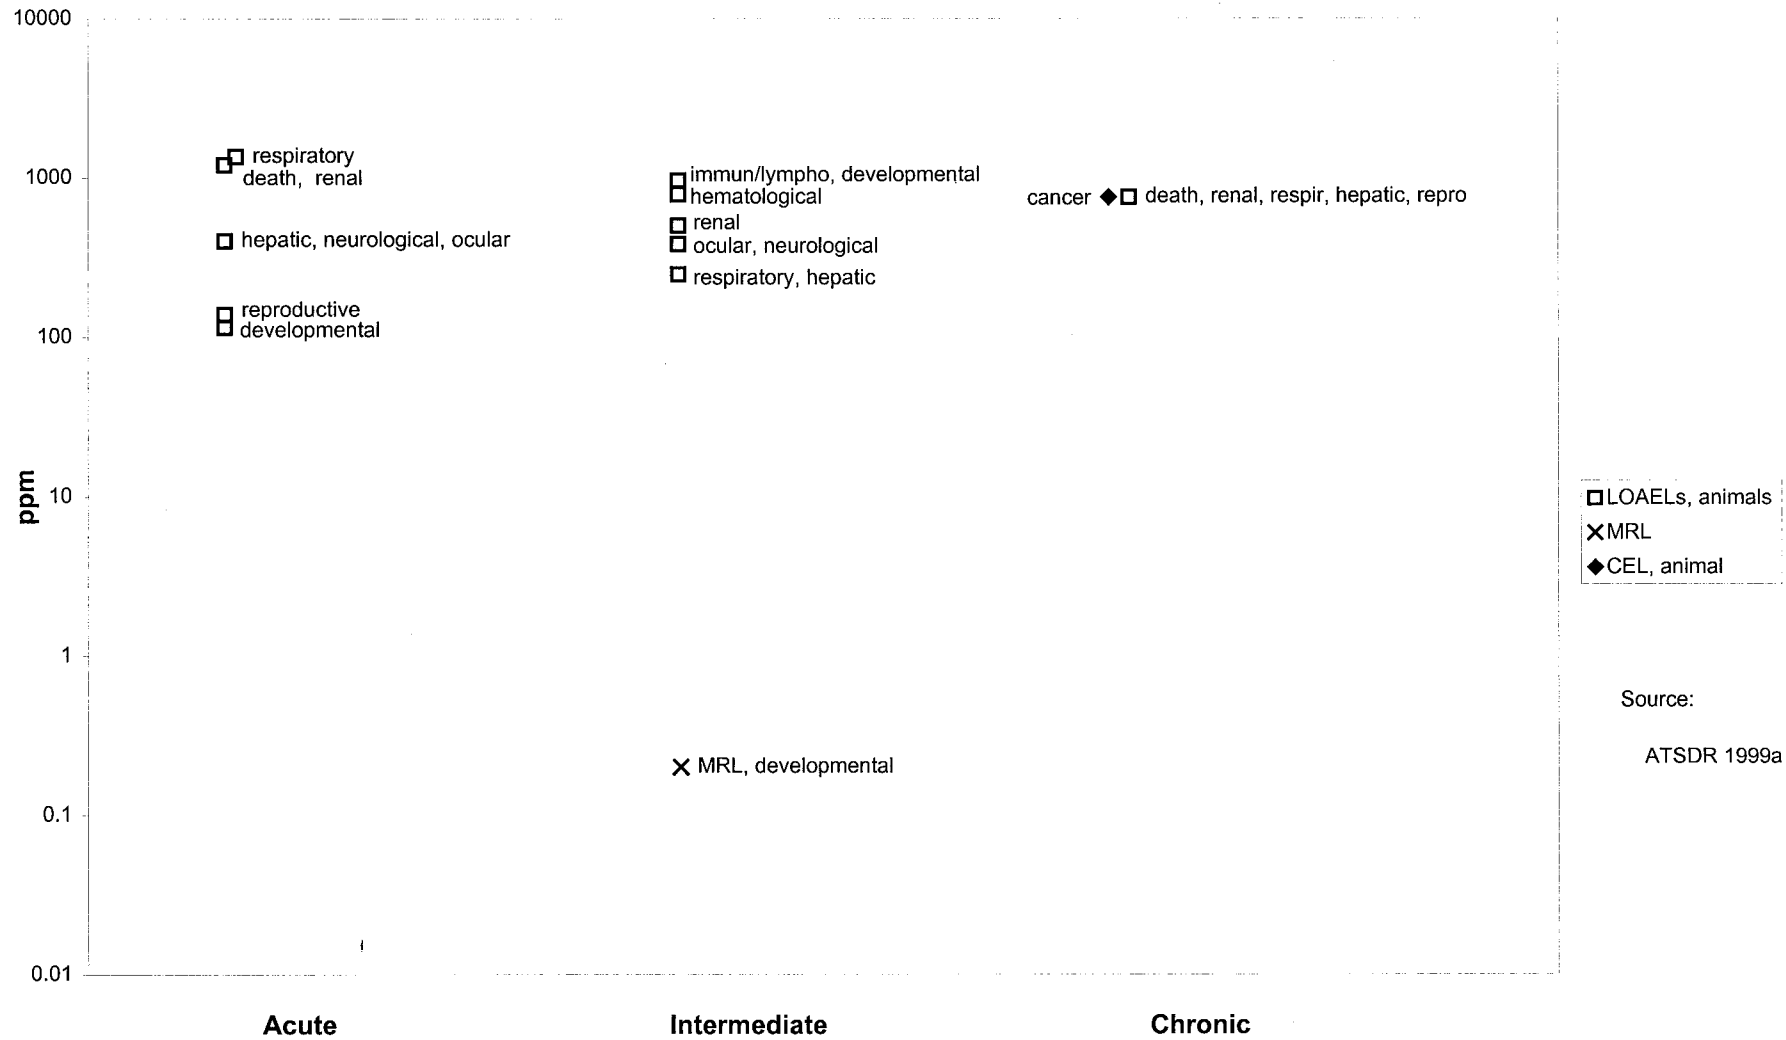 10000
1000
100
10
1
0.1
0.01
ppm
respiratory
death, renal
hepatic, neurological, ocular
reproductive
developmental
immun/lympho, developmental
hematological
renal
ocular, neurological
respiratory, hepatic
MRL, developmental
cancer
death, renal, respir, hepatic, repro
Acute
Intermediate
Chronic
LOAELs, animals
MRL
CEL, animal
Source:
ATSDR 1999a